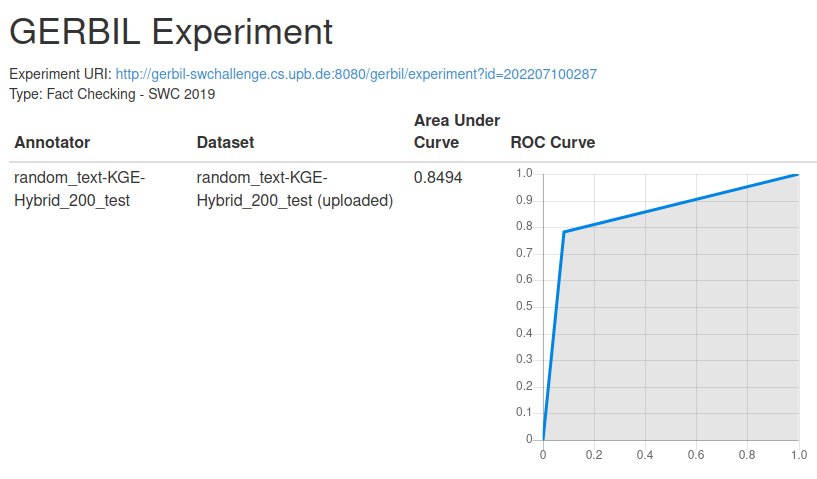 GERBIL Experiment
Experiment URI: http://gerbil-swchallenge.cs.upb.de:8080/gerbil/experiment?id=202207100287
Type: Fact Checking - SWC 2019
Annotator
Dataset
Area Under
Curve
ROC Curve
random_text-KGE-
Hybrid_200_test
random_text-KGE-
Hybrid_200_test (uploaded)
0.8494
1.0
0.9
0.8
0.7
0.6
0.5
0.4
0.3
0.2
0.1
0
0 0.2 0.4 0.6 0.8 1.0